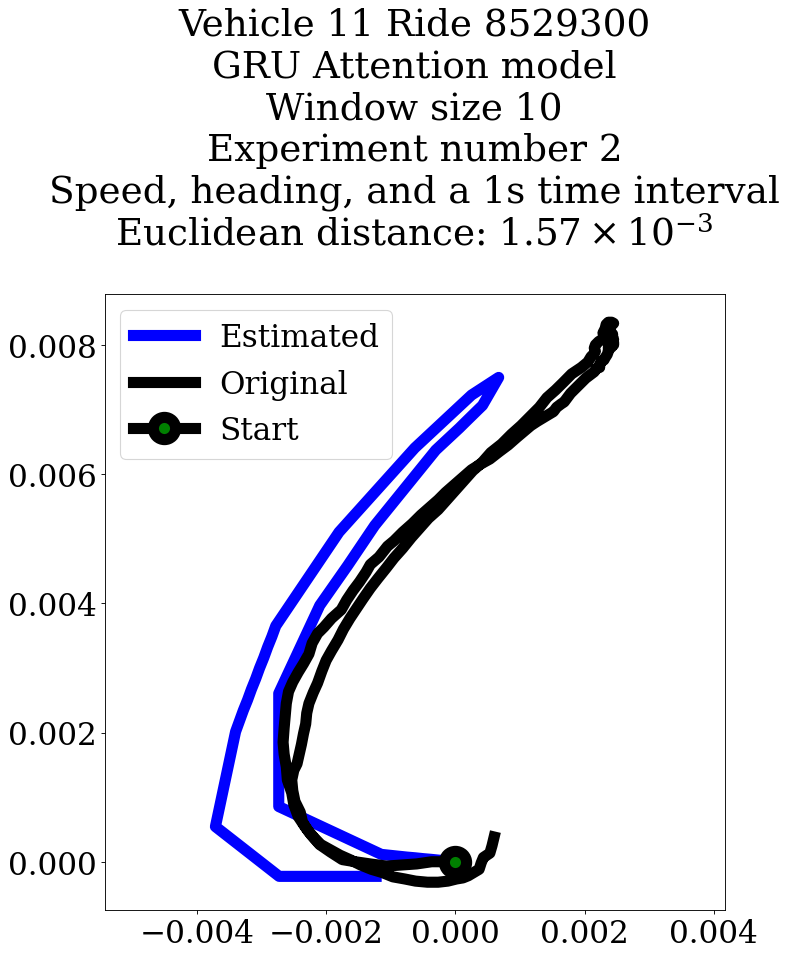 Vehicle 11 Ride 8529300
GRU Attention model
Window size 10
Experiment number 2
Speed, heading, and a 1s time interval
Euclidean distance: 1.57 × 10⁻³
Estimated
Original
Start
0.008
0.006
0.004
0.002
0.000
−0.004
−0.002
0.000
0.002
0.004